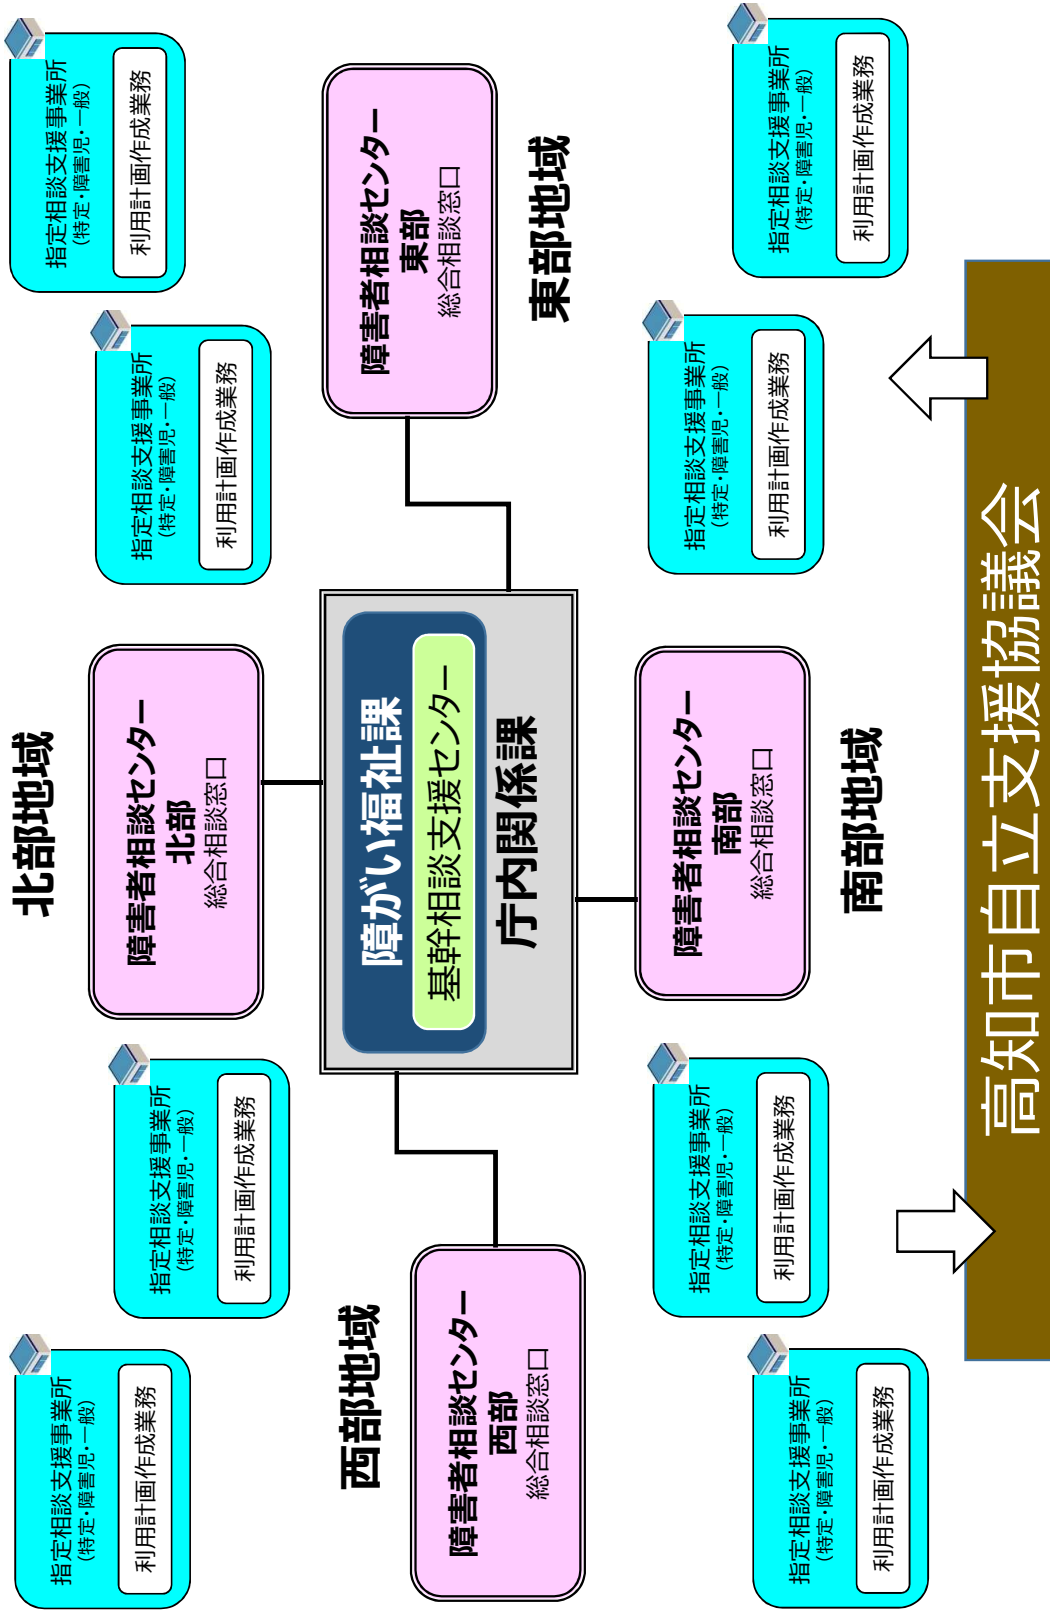 指定相談支援事業所
（特定・障害児・一般）
利用計画作成業務
指定相談支援事業所
（特定・障害児・一般）
利用計画作成業務
北部地域
障害者相談センター
北部
総合相談窓口
指定相談支援事業所
（特定・障害児・一般）
利用計画作成業務
指定相談支援事業所
（特定・障害児・一般）
利用計画作成業務
西部地域
障害者相談センター
西部
総合相談窓口
障がい福祉課
基幹相談支援センター
庁内関係課
障害者相談センター
東部
総合相談窓口
東部地域
指定相談支援事業所
（特定・障害児・一般）
利用計画作成業務
指定相談支援事業所
（特定・障害児・一般）
利用計画作成業務
障害者相談センター
南部
総合相談窓口
南部地域
指定相談支援事業所
（特定・障害児・一般）
利用計画作成業務
指定相談支援事業所
（特定・障害児・一般）
利用計画作成業務
高知市自立支援協議会